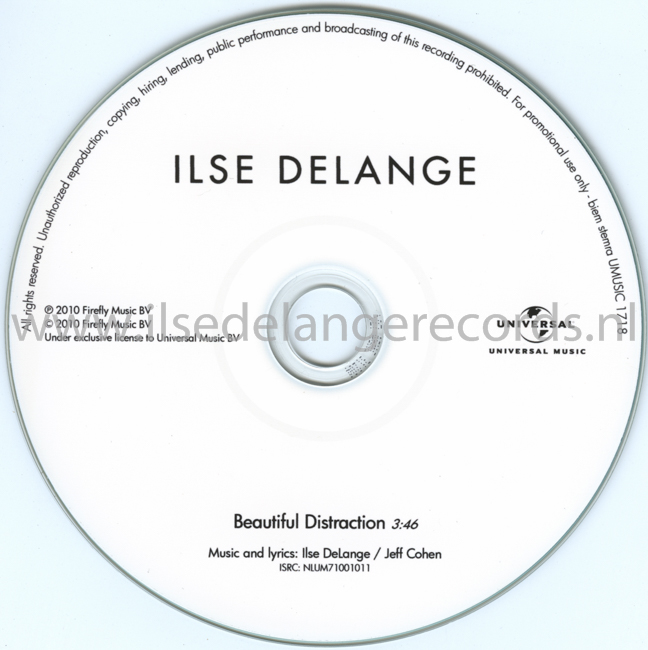 All rights reserved. Unauthorized reproduction, copying, hiring, lending, public performance and broadcasting of this recording prohibited. For promotional use only - biem stemra UMUSIC 1718
ILSE DELANGE
℗ 2010 Firefly Music BV
© 2010 Firefly Music BV
Under exclusive license to Universal Music BV
www.ilsedelangerecords.nl
UNIVERSAL
UNIVERSAL MUSIC
Beautiful Distraction 3:46
Music and lyrics: Ilse DeLange / Jeff Cohen
ISRC: NLUM71001011